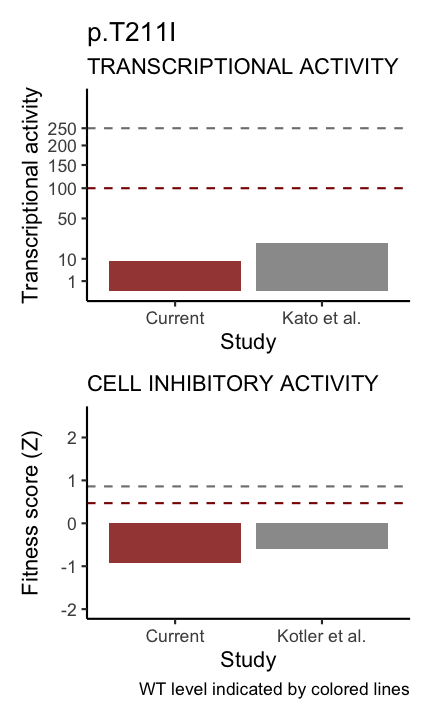 p.T211I
TRANSCRIPTIONAL ACTIVITY
Transcriptional activity
250
200
150
100
50
10
1
Current
Kato et al.
Study
CELL INHIBITORY ACTIVITY
Fitness score (Z)
2
1
0
-1
-2
Current
Kotler et al.
Study
WT level indicated by colored lines